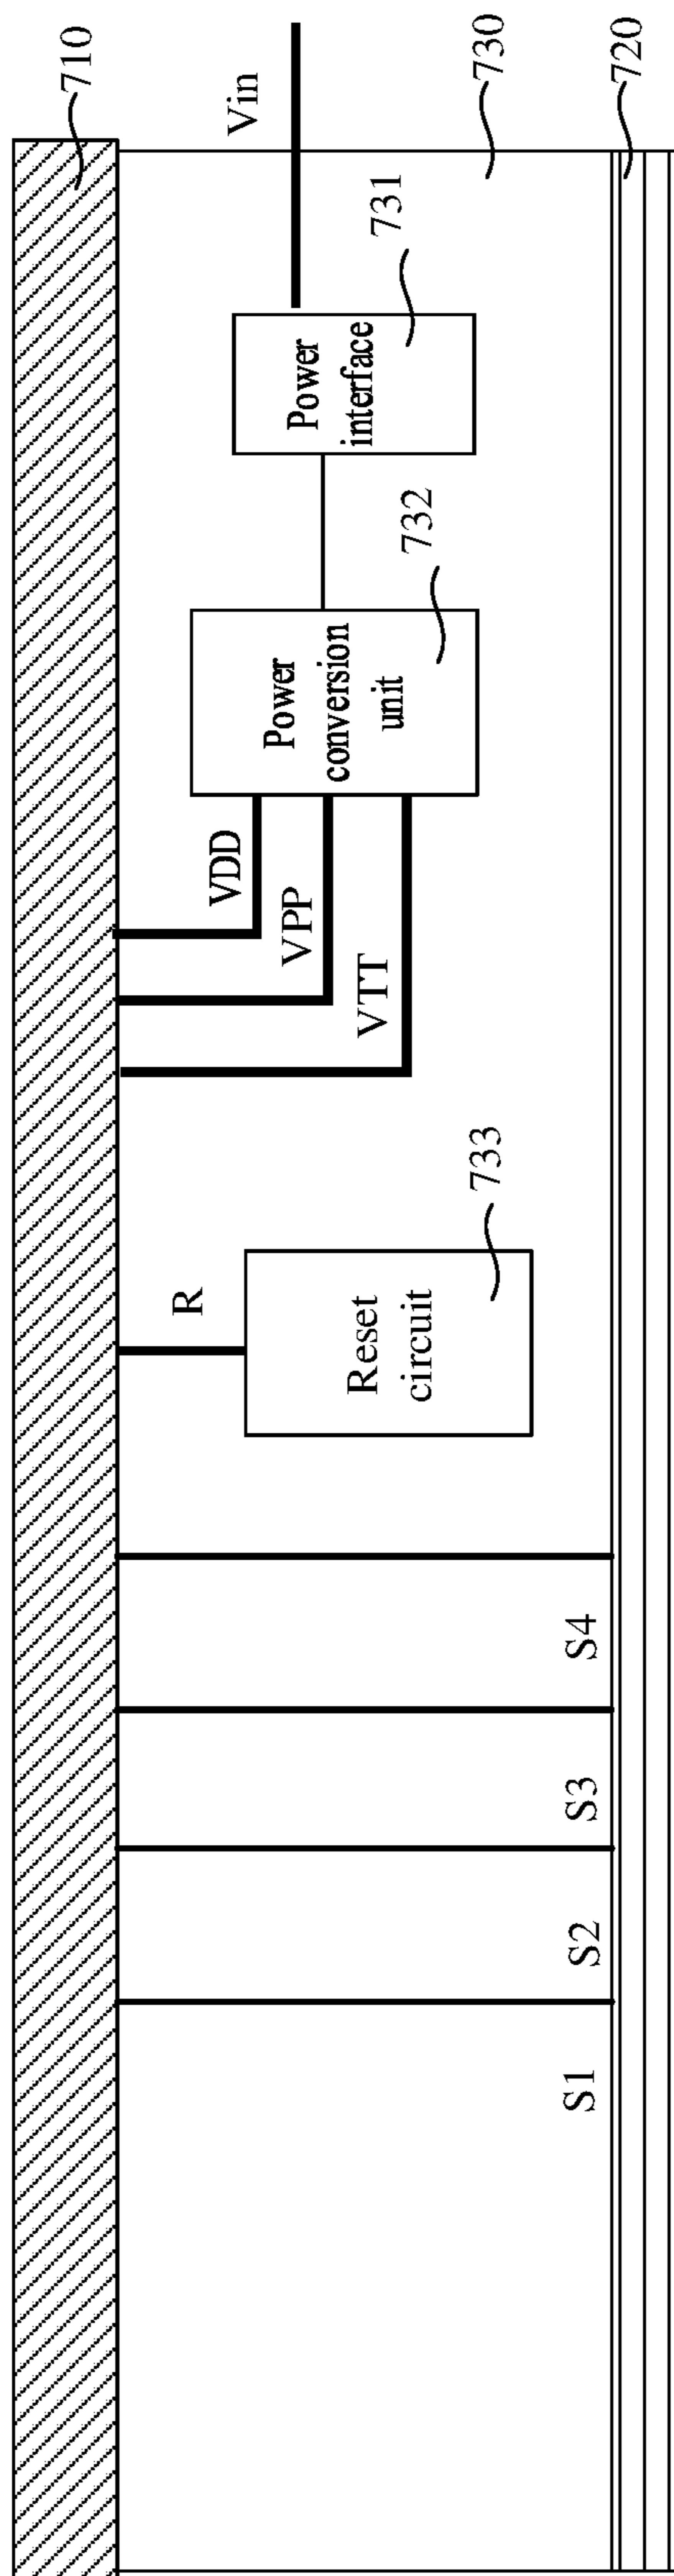 710
Vin
730
720
731
Power
interface
732
Power
conversion
unit
VDD
VPP
VTT
733
R
Reset
circuit
S4
S3
S2
S1